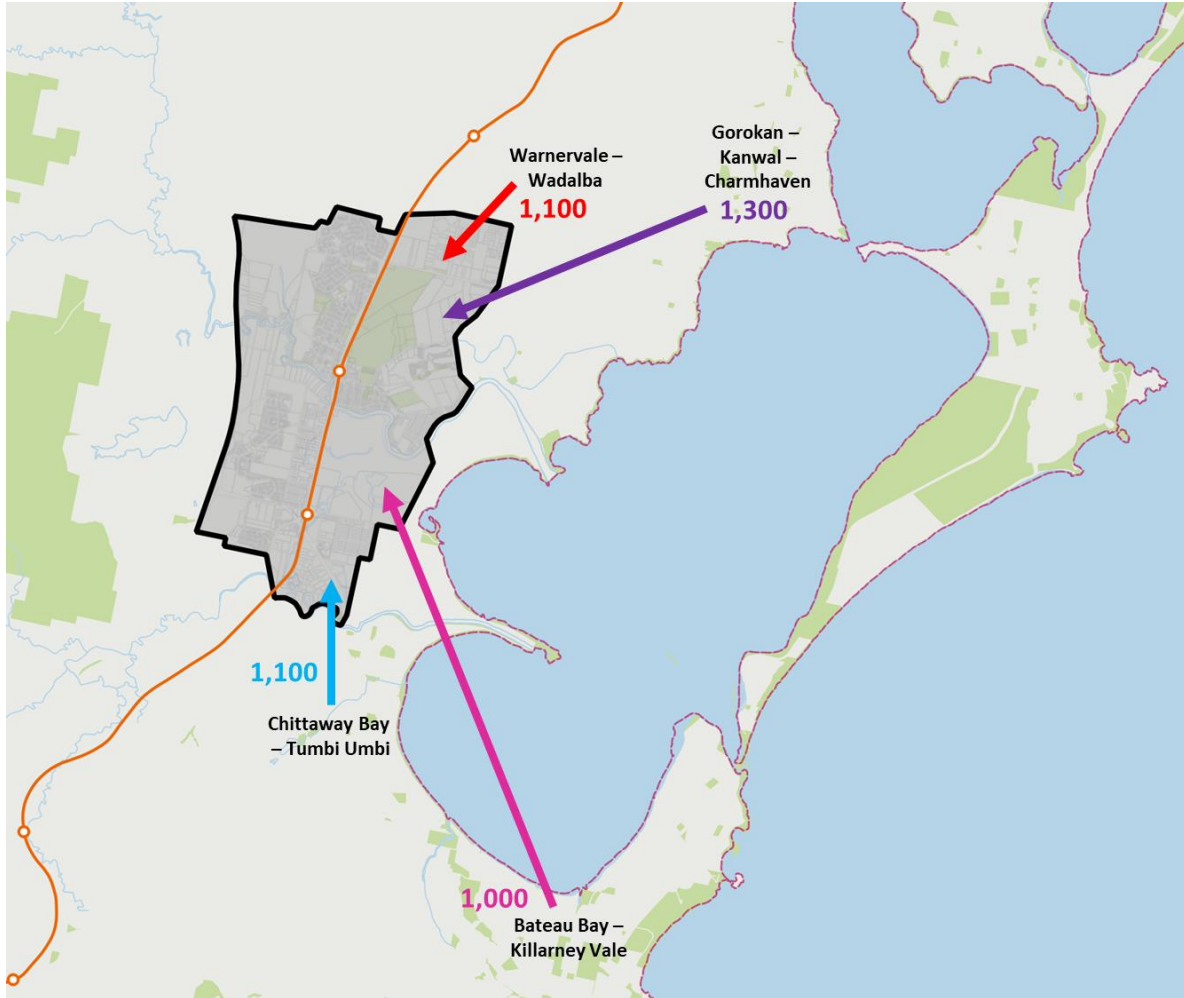 Warnervale –
Wadalba
1,100
Gorokan –
Kanwal –
Charmhaven
1,300
1,100
Chittaway Bay
– Tumbi Umbi
1,000
Bateau Bay –
Killarney Vale